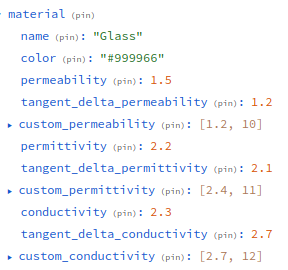 material (pin)
name (pin): "Glass"
color (pin): "#999966"
permeability (pin): 1.5
tangent_delta_permeability (pin): 1.2
▸ custom_permeability (pin): [1.2, 10]
permittivity (pin): 2.2
tangent_delta_permittivity (pin): 2.1
▸ custom_permittivity (pin): [2.4, 11]
conductivity (pin): 2.3
tangent_delta_conductivity (pin): 2.7
▸ custom_conductivity (pin): [2.7, 12]